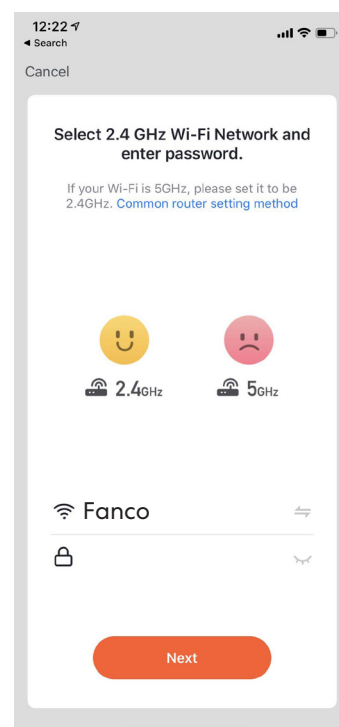 12:22
Search
Cancel
Select 2.4 GHz Wi-Fi Network and
enter password.
If your Wi-Fi is 5GHz, please set it to be
2.4GHz. Common router setting method
2.4GHz 5GHz
Fanco
Next